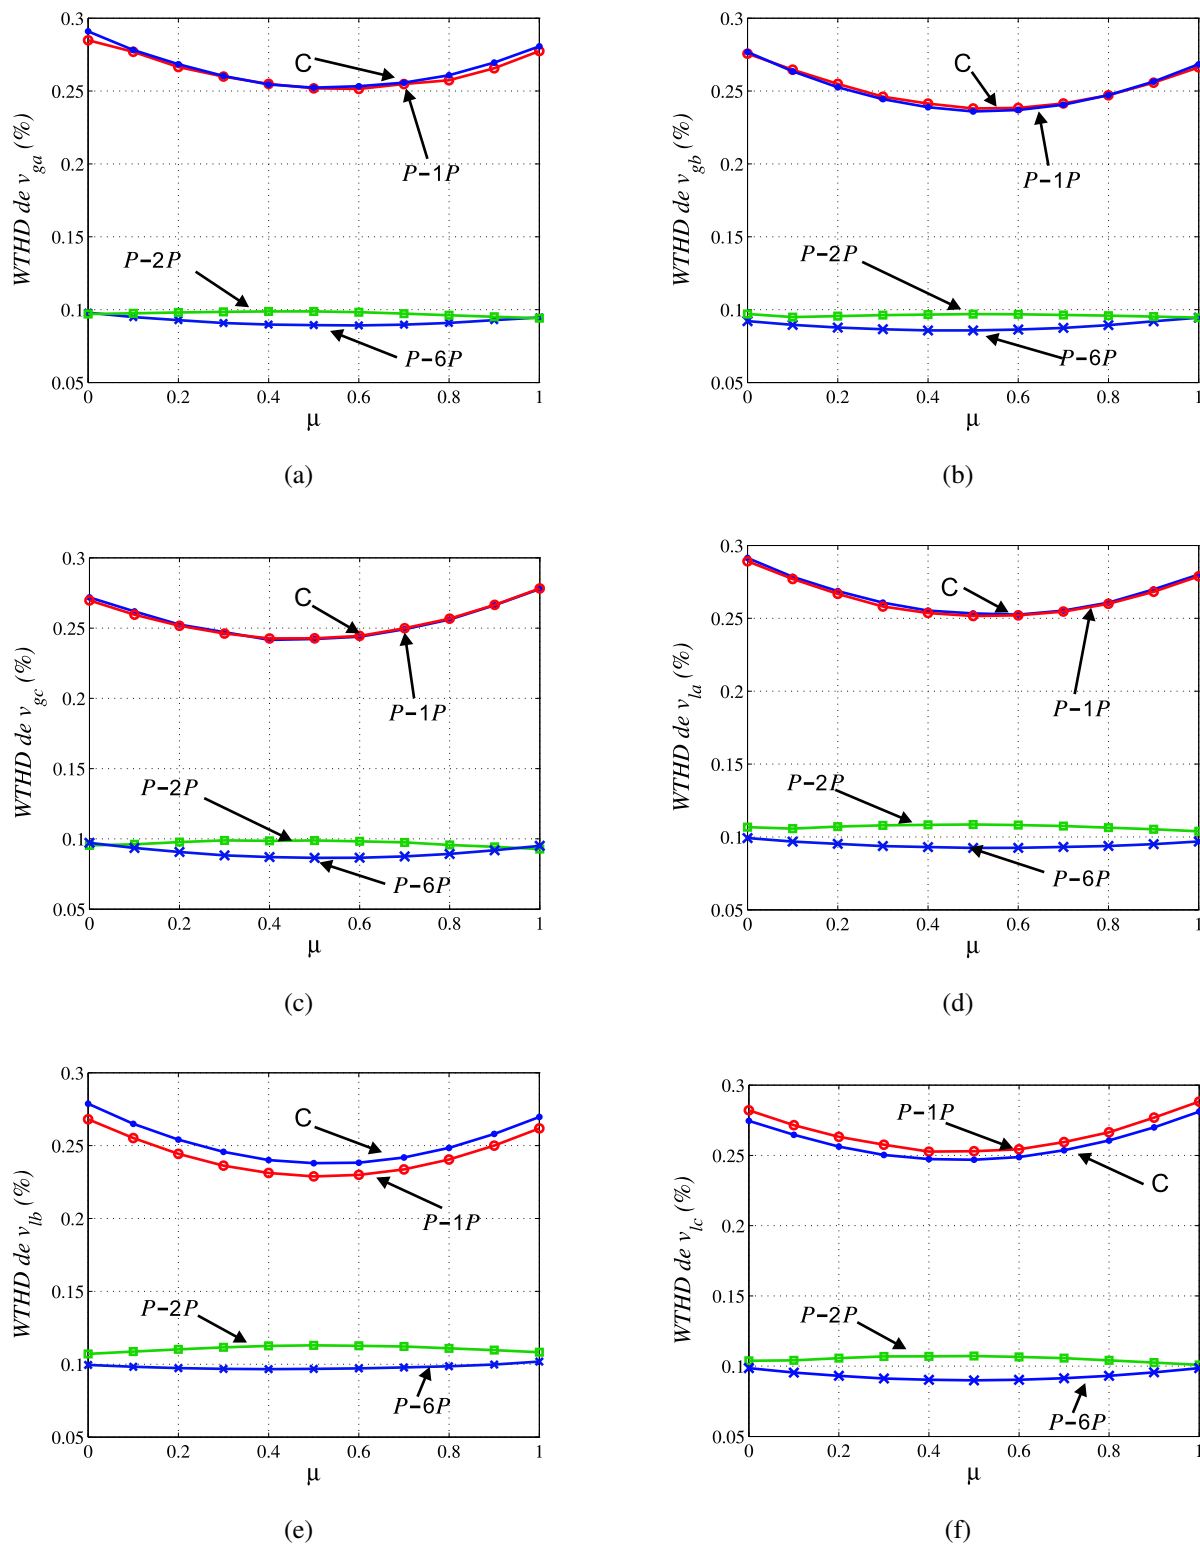 0.3
0.25
0.2
0.15
0.1
0.05
0
0.2
0.4
0.6
0.8
1
WTHD de v_ga (%)
μ
C
P−1P
P−2P
P−6P
(a)
0.3
0.25
0.2
0.15
0.1
0.05
0
0.2
0.4
0.6
0.8
1
WTHD de v_gb (%)
μ
C
P−1P
P−2P
P−6P
(b)
0.3
0.25
0.2
0.15
0.1
0.05
0
0.2
0.4
0.6
0.8
1
WTHD de v_gc (%)
μ
C
P−1P
P−2P
P−6P
(c)
0.3
0.25
0.2
0.15
0.1
0.05
0
0.2
0.4
0.6
0.8
1
WTHD de v_la (%)
μ
C
P−1P
P−2P
P−6P
(d)
0.3
0.25
0.2
0.15
0.1
0.05
0
0.2
0.4
0.6
0.8
1
WTHD de v_lb (%)
μ
C
P−1P
P−2P
P−6P
(e)
0.3
0.25
0.2
0.15
0.1
0.05
0
0.2
0.4
0.6
0.8
1
WTHD de v_lc (%)
μ
P−1P
C
P−2P
P−6P
(f)